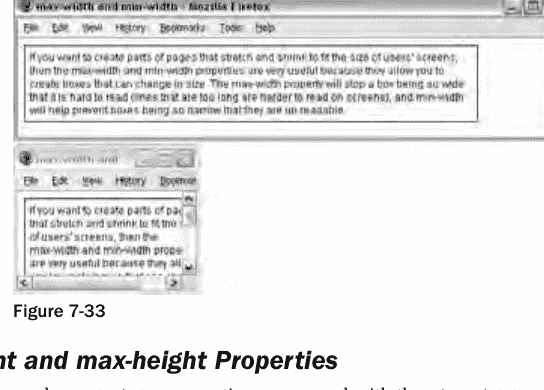 max-width and min-width - Mozilla Firefox
File Edit View History Bookmarks Tools Help
If you want to create parts of pages that stretch and shrink to fit the size of users' screens,
then the max-width and min-width properties are very useful because they allow you to
create boxes that can change in size. The max-width property will stop a box being so wide
that it is hard to read (lines that are too long are harder to read on screens), and min-width
will help prevent boxes being so narrow that they are un readable.
max-width and
File Edit View History Bookmar
If you want to create parts of pag
that stretch and shrink to fit the
of users' screens, then the
max-width and min-width prope
are very useful because they all
Figure 7-33
nt and max-height Properties